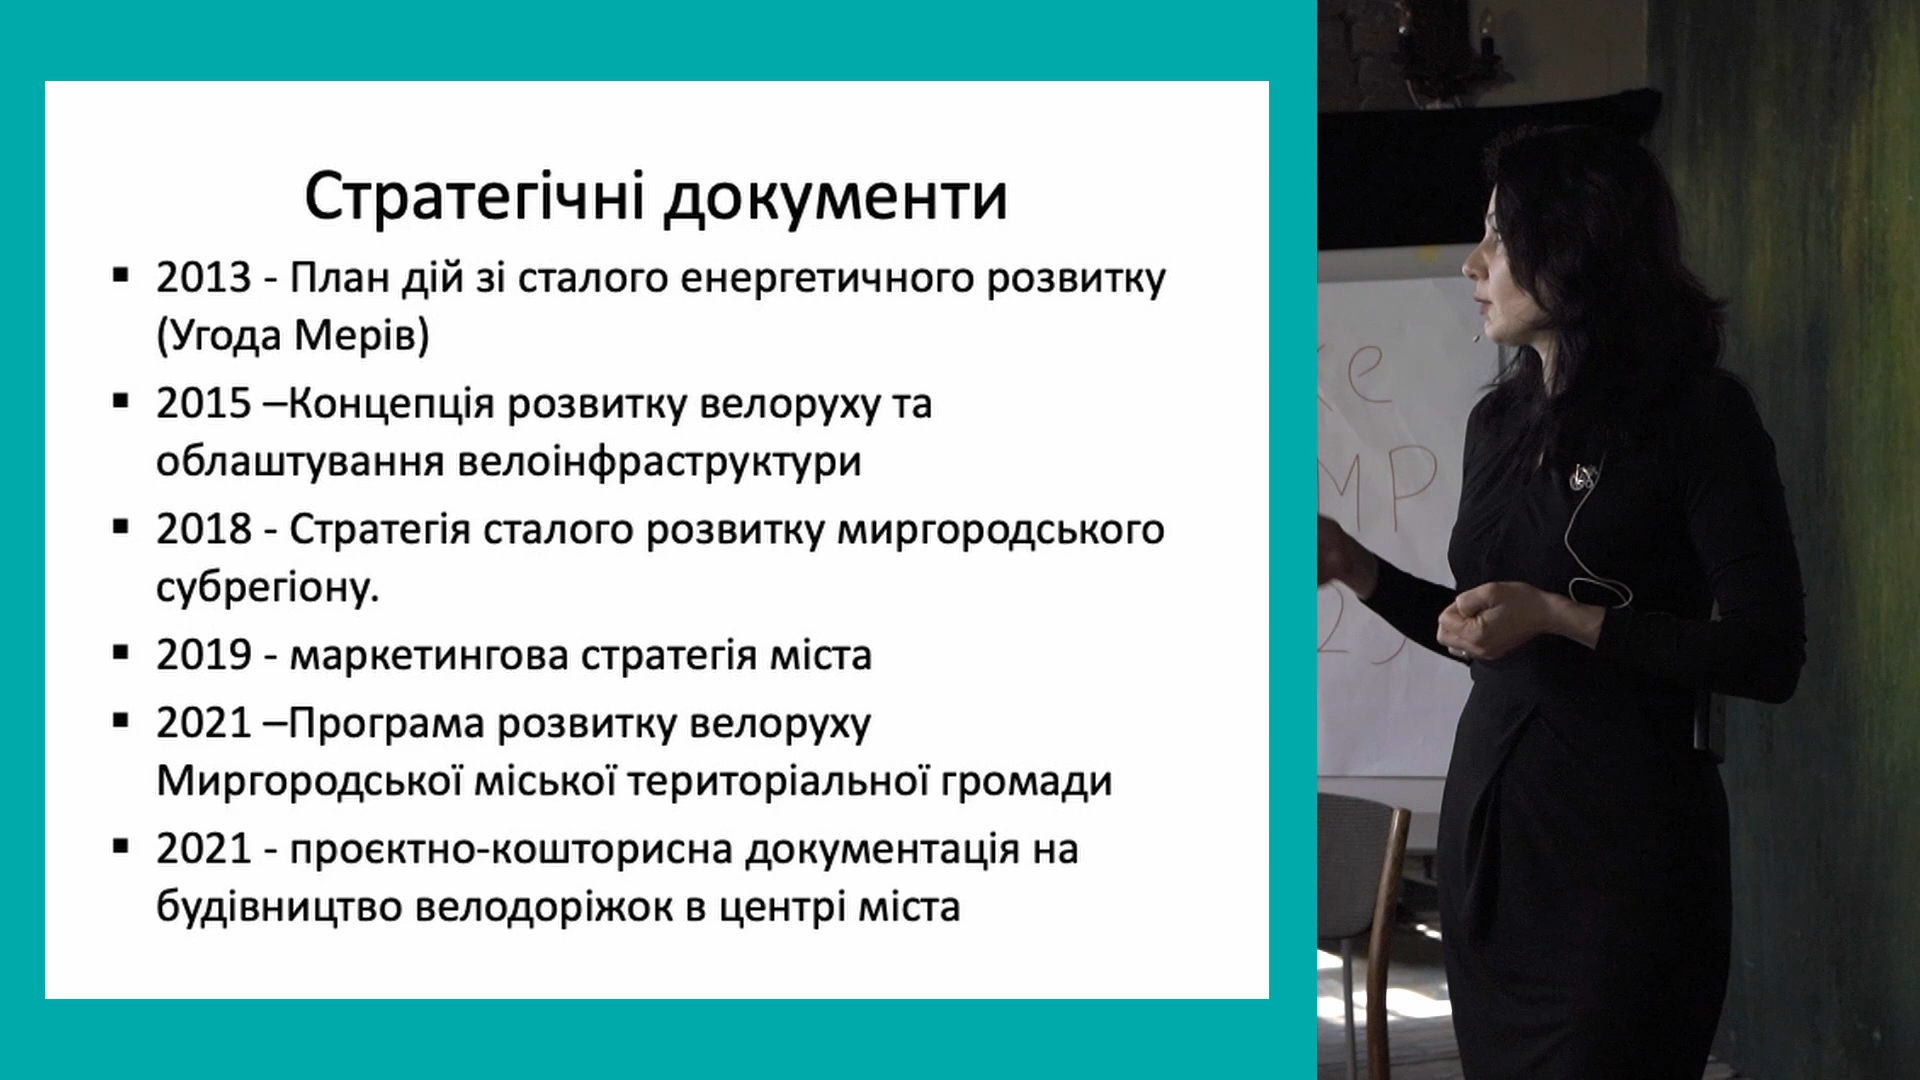 Стратегічні документи
▪ 2013 - План дій зі сталого енергетичного розвитку
(Угода Мерів)
▪ 2015 –Концепція розвитку велоруху та
облаштування велоінфраструктури
▪ 2018 - Стратегія сталого розвитку миргородського
субрегіону.
▪ 2019 - маркетингова стратегія міста
▪ 2021 –Програма розвитку велоруху
Миргородської міської територіальної громади
▪ 2021 - проєктно-кошторисна документація на
будівництво велодоріжок в центрі міста